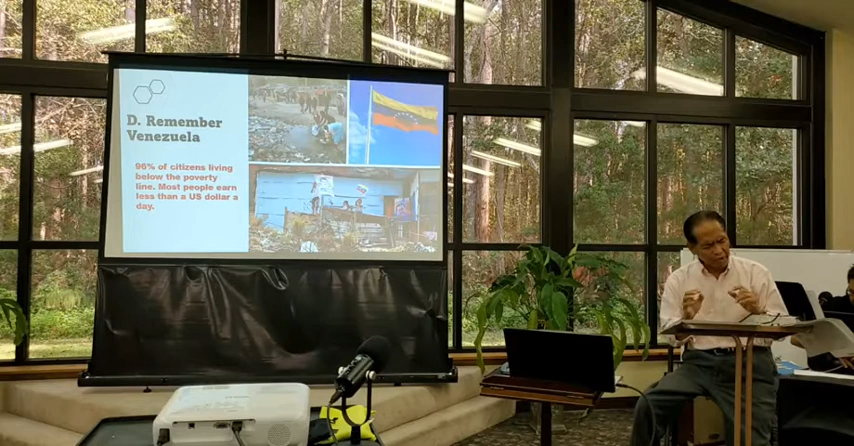 D. Remember
Venezuela
96% of citizens living
below the poverty
line. Most people earn
less than a US dollar a
day.